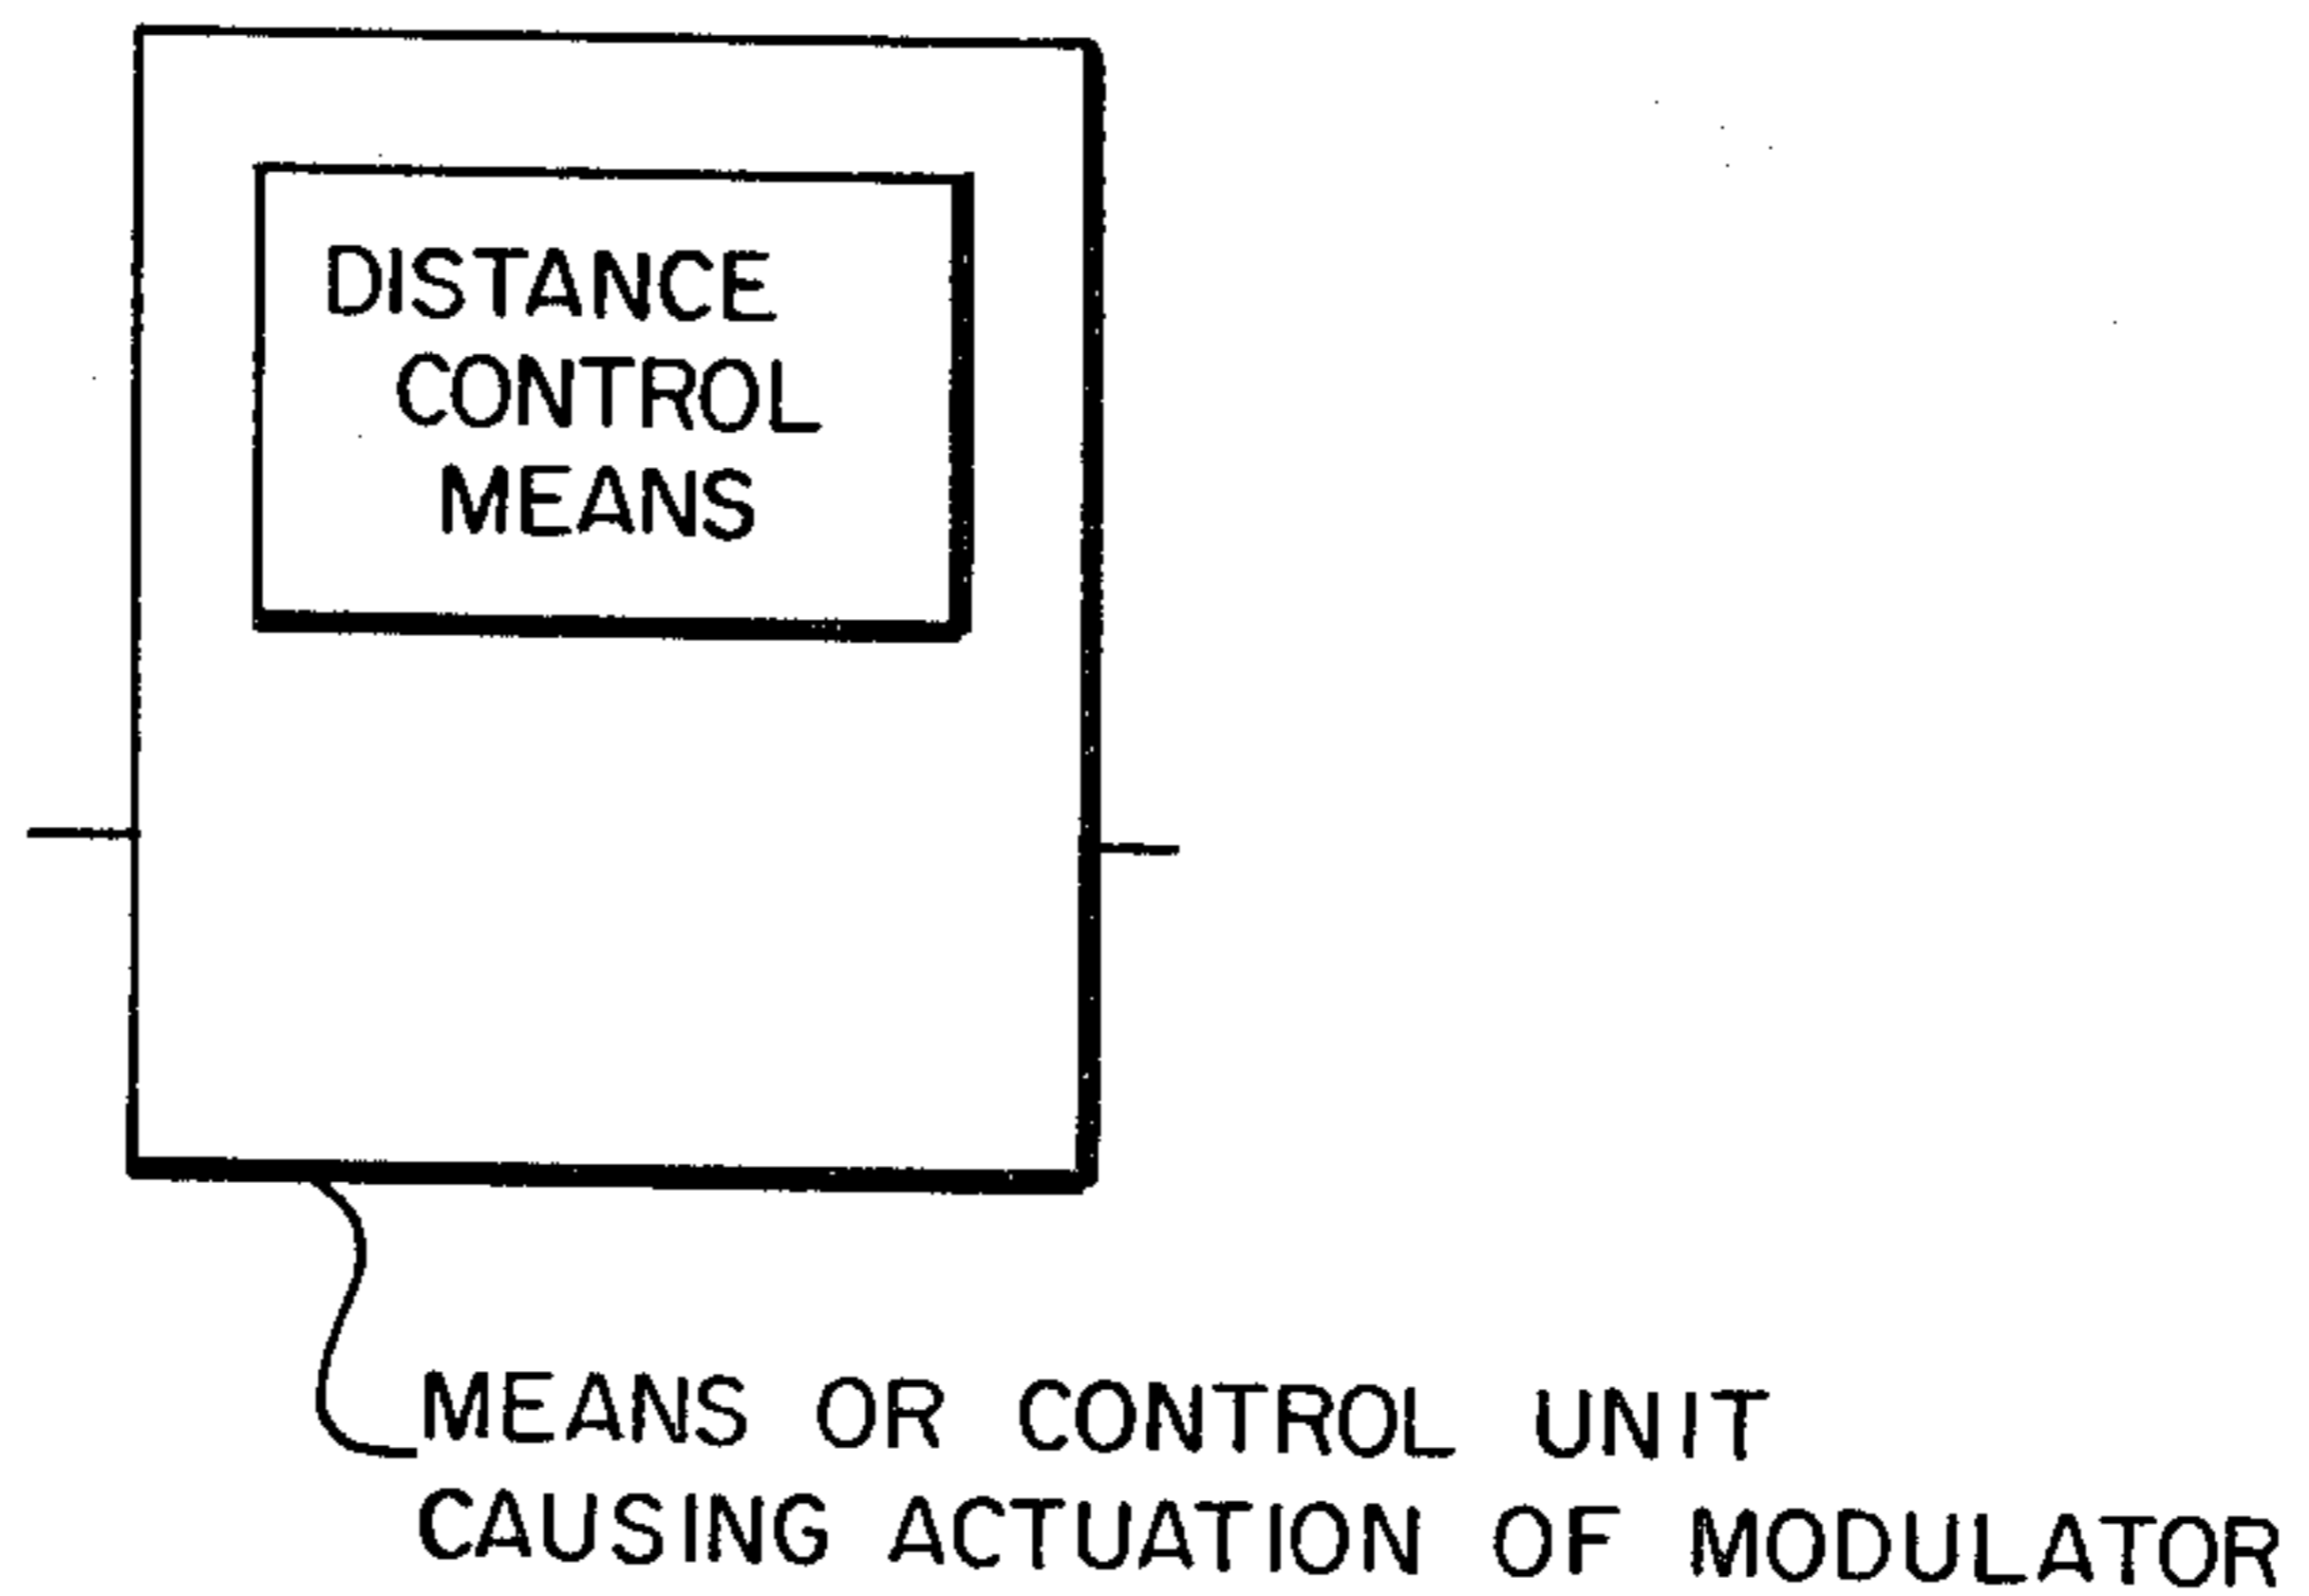 DISTANCE
CONTROL
MEANS
MEANS OR CONTROL UNIT
CAUSING ACTUATION OF MODULATOR